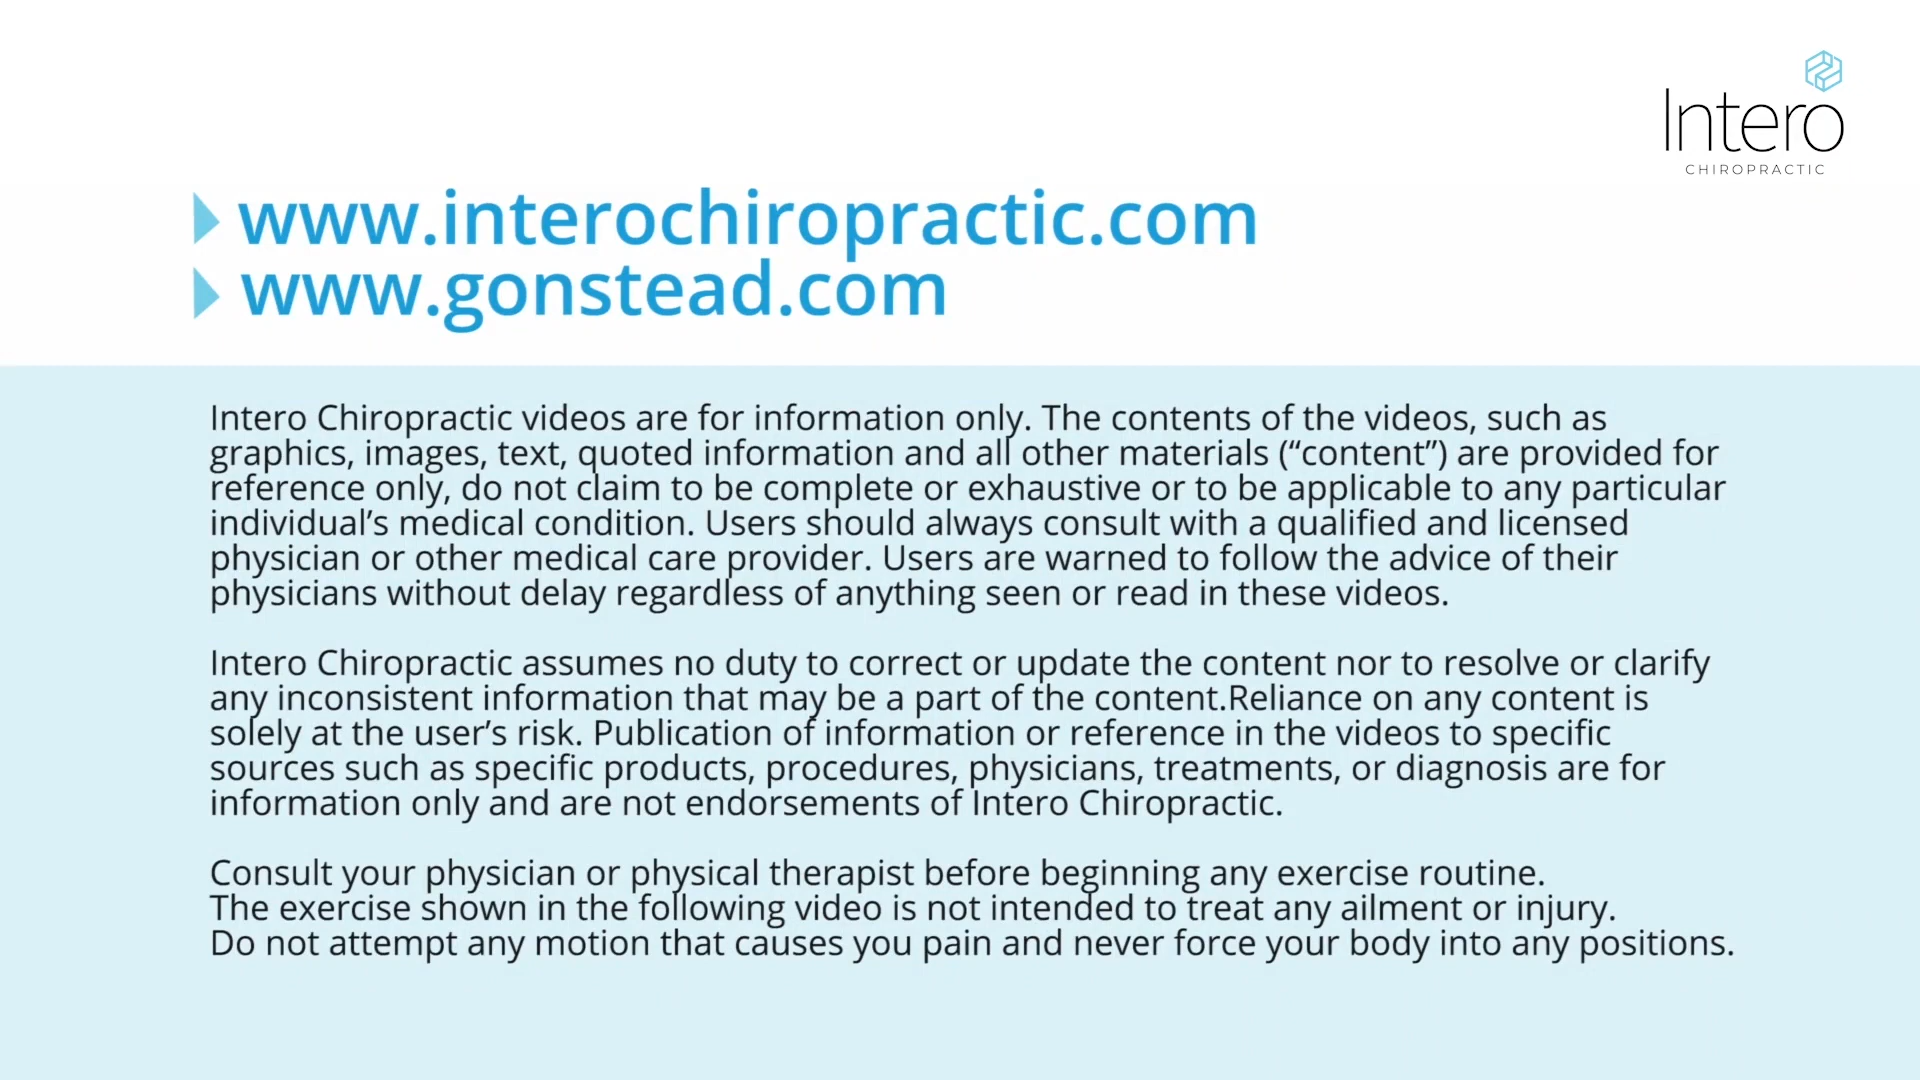 Intero
CHIROPRACTIC
www.interochiropractic.com
www.gonstead.com
Intero Chiropractic videos are for information only. The contents of the videos, such as
graphics, images, text, quoted information and all other materials (“content”) are provided for
reference only, do not claim to be complete or exhaustive or to be applicable to any particular
individual’s medical condition. Users should always consult with a qualified and licensed
physician or other medical care provider. Users are warned to follow the advice of their
physicians without delay regardless of anything seen or read in these videos.
Intero Chiropractic assumes no duty to correct or update the content nor to resolve or clarify
any inconsistent information that may be a part of the content.Reliance on any content is
solely at the user’s risk. Publication of information or reference in the videos to specific
sources such as specific products, procedures, physicians, treatments, or diagnosis are for
information only and are not endorsements of Intero Chiropractic.
Consult your physician or physical therapist before beginning any exercise routine.
The exercise shown in the following video is not intended to treat any ailment or injury.
Do not attempt any motion that causes you pain and never force your body into any positions.